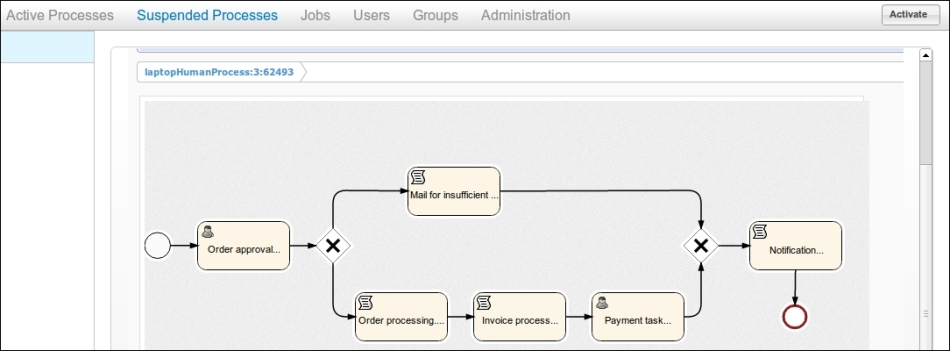 Active Processes Suspended Processes Jobs Users Groups Administration Activate
laptopHumanProcess:3:62493
Mail for insufficient ...
Order approval...
Notification...
Order processing....
Invoice process...
Payment task...